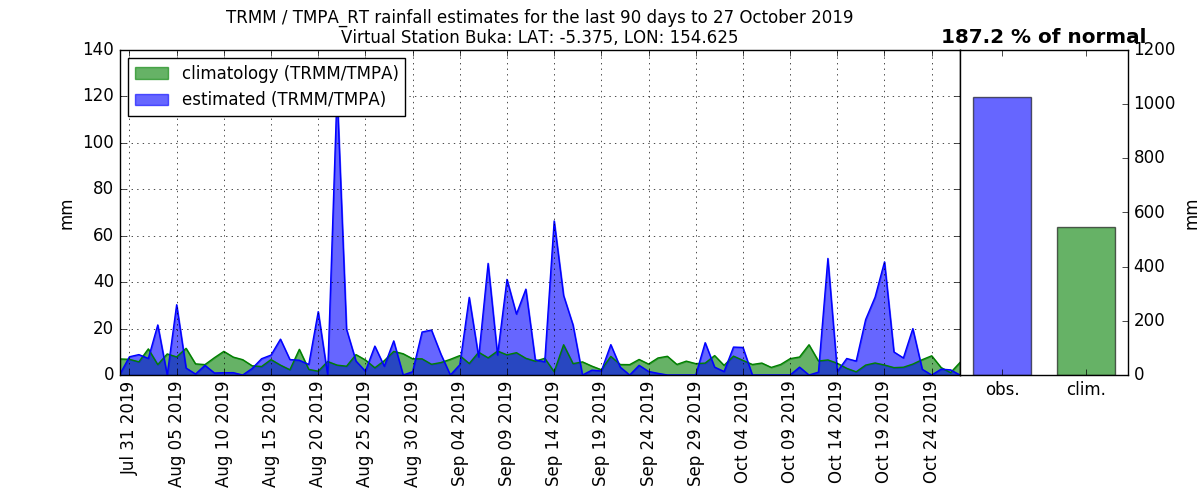 TRMM / TMPA_RT rainfall estimates for the last 90 days to 27 October 2019
Virtual Station Buka: LAT: -5.375, LON: 154.625
187.2 % of normal
climatology (TRMM/TMPA)
estimated (TRMM/TMPA)
mm
140
120
100
80
60
40
20
0
Jul 31 2019
Aug 05 2019
Aug 10 2019
Aug 15 2019
Aug 20 2019
Aug 25 2019
Aug 30 2019
Sep 04 2019
Sep 09 2019
Sep 14 2019
Sep 19 2019
Sep 24 2019
Sep 29 2019
Oct 04 2019
Oct 09 2019
Oct 14 2019
Oct 19 2019
Oct 24 2019
obs.
clim.
1200
1000
800
600
400
200
0
mm